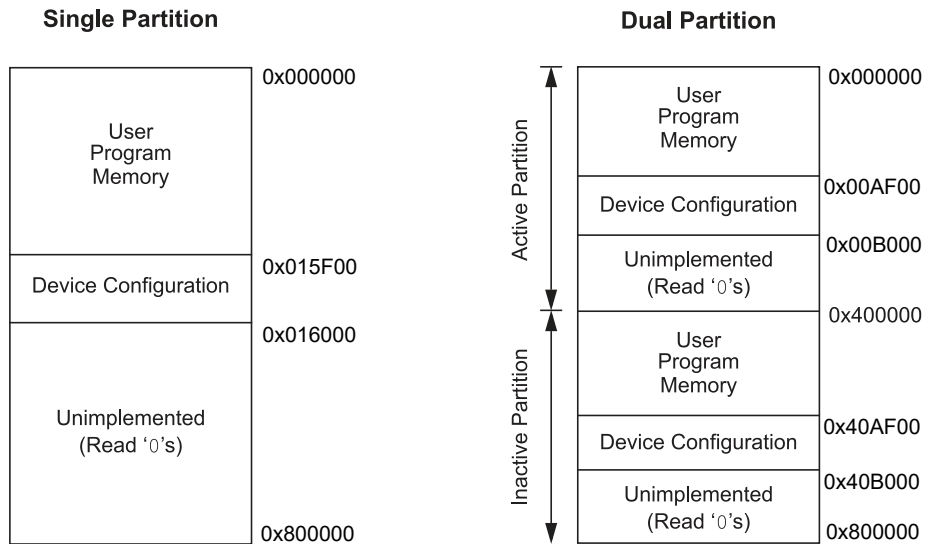 Single Partition
0x000000
User
Program
Memory
0x015F00
Device Configuration
0x016000
Unimplemented
(Read ‘0’s)
0x800000
Dual Partition
Active Partition
0x000000
User
Program
Memory
0x00AF00
Device Configuration
0x00B000
Unimplemented
(Read ‘0’s)
0x400000
Inactive Partition
User
Program
Memory
0x40AF00
Device Configuration
0x40B000
Unimplemented
(Read ‘0’s)
0x800000